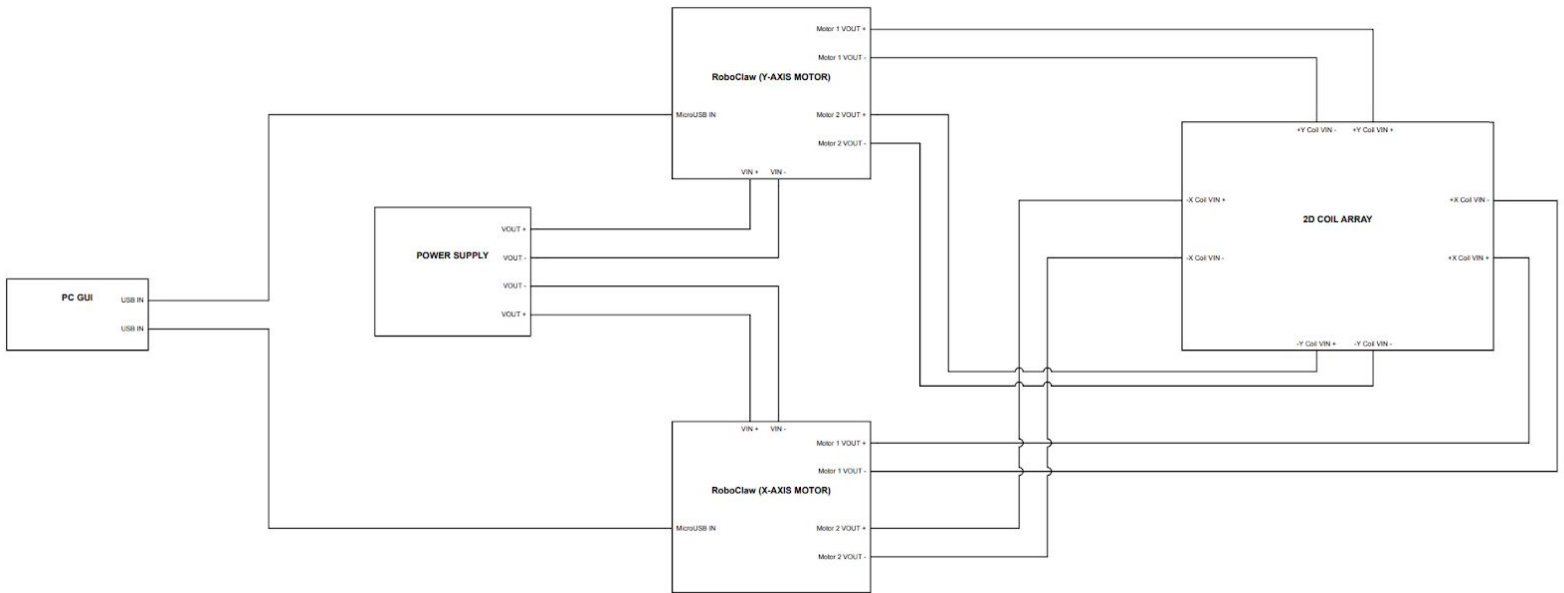 Motor 1 VOUT +
Motor 1 VOUT -
RoboClaw (Y-AXIS MOTOR)
MicroUSB IN
Motor 2 VOUT +
Motor 2 VOUT -
VIN + VIN -
+Y Coil VIN - +Y Coil VIN +
-X Coil VIN +
+X Coil VIN -
2D COIL ARRAY
-X Coil VIN -
+X Coil VIN +
-Y Coil VIN + -Y Coil VIN -
VOUT +
POWER SUPPLY
VOUT -
VOUT -
VOUT +
PC GUI
USB IN
USB IN
VIN + VIN -
Motor 1 VOUT +
Motor 1 VOUT -
RoboClaw (X-AXIS MOTOR)
MicroUSB IN
Motor 2 VOUT +
Motor 2 VOUT -